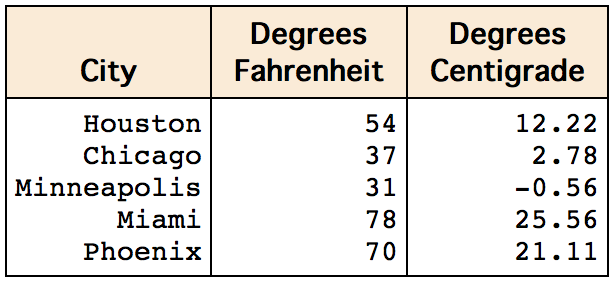 City Degrees Fahrenheit Degrees Centigrade
Houston 54 12.22
Chicago 37 2.78
Minneapolis 31 -0.56
Miami 78 25.56
Phoenix 70 21.11